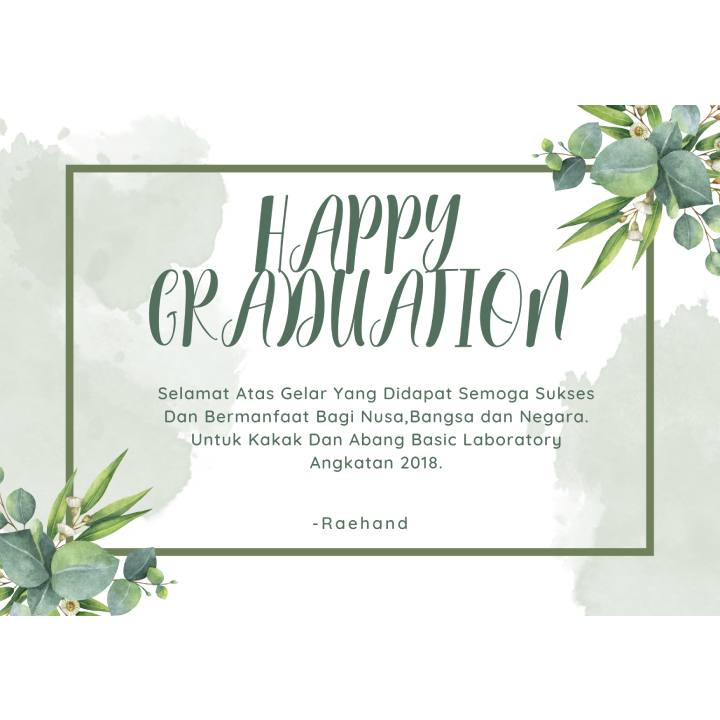 HAPPY
GRADUATION
Selamat Atas Gelar Yang Didapat Semoga Sukses
Dan Bermanfaat Bagi Nusa,Bangsa dan Negara.
Untuk Kakak Dan Abang Basic Laboratory
Angkatan 2018.
-Raehand